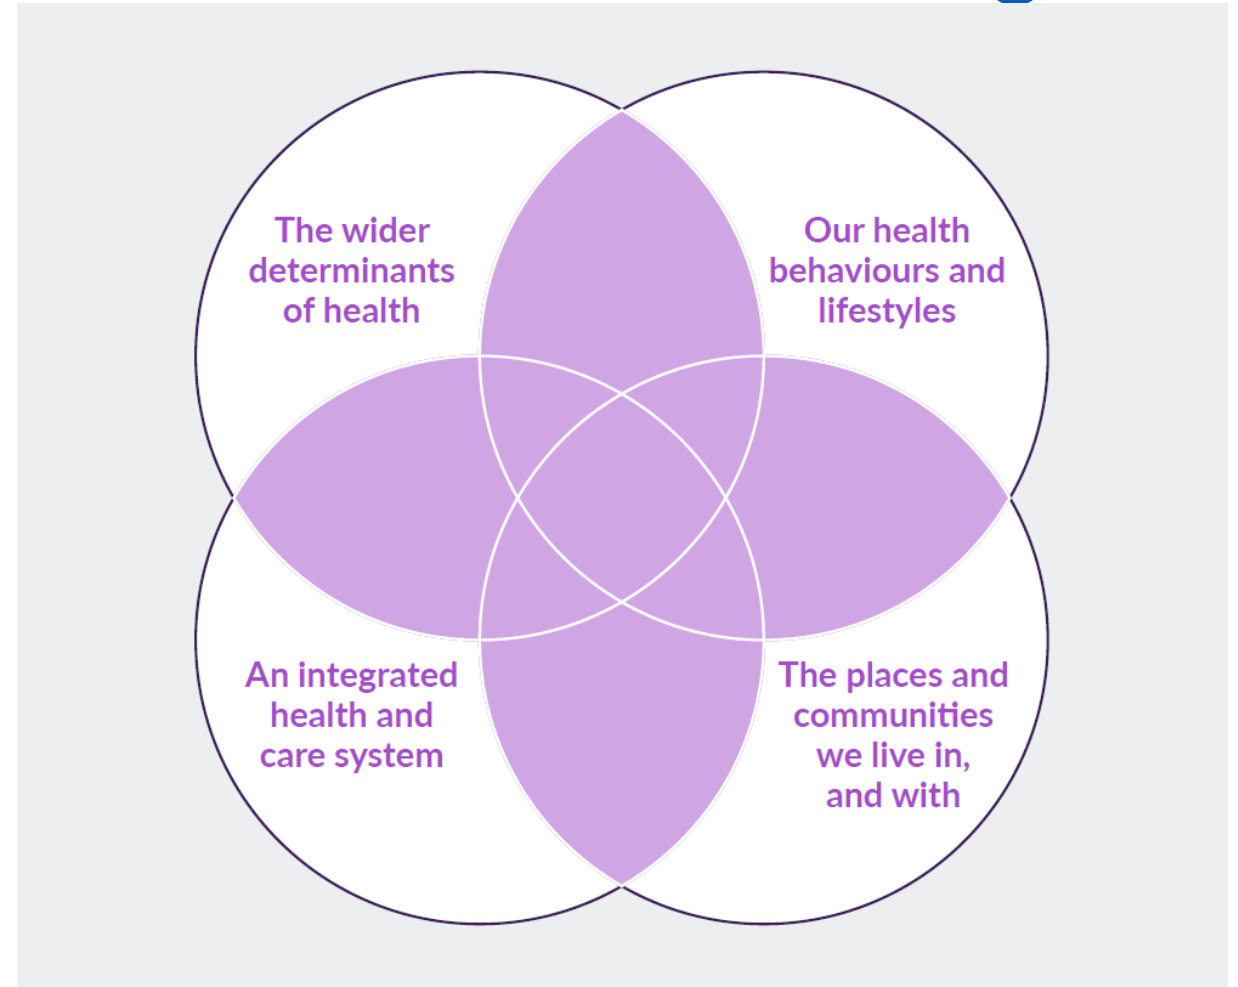 The wider
determinants
of health
Our health
behaviours and
lifestyles
An integrated
health and
care system
The places and
communities
we live in,
and with